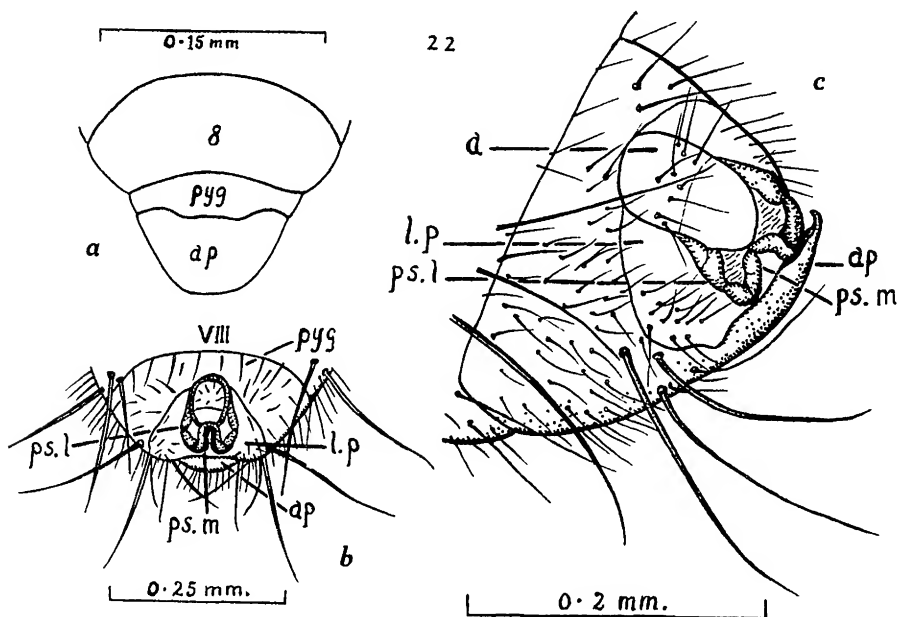 0·15 mm
8
pyg
dp
a
VIII
pyg
ps.l
l.p
ps.m
dp
b
0·25 mm.
22
c
d
l.p
ps.l
dp
ps.m
0·2 mm.